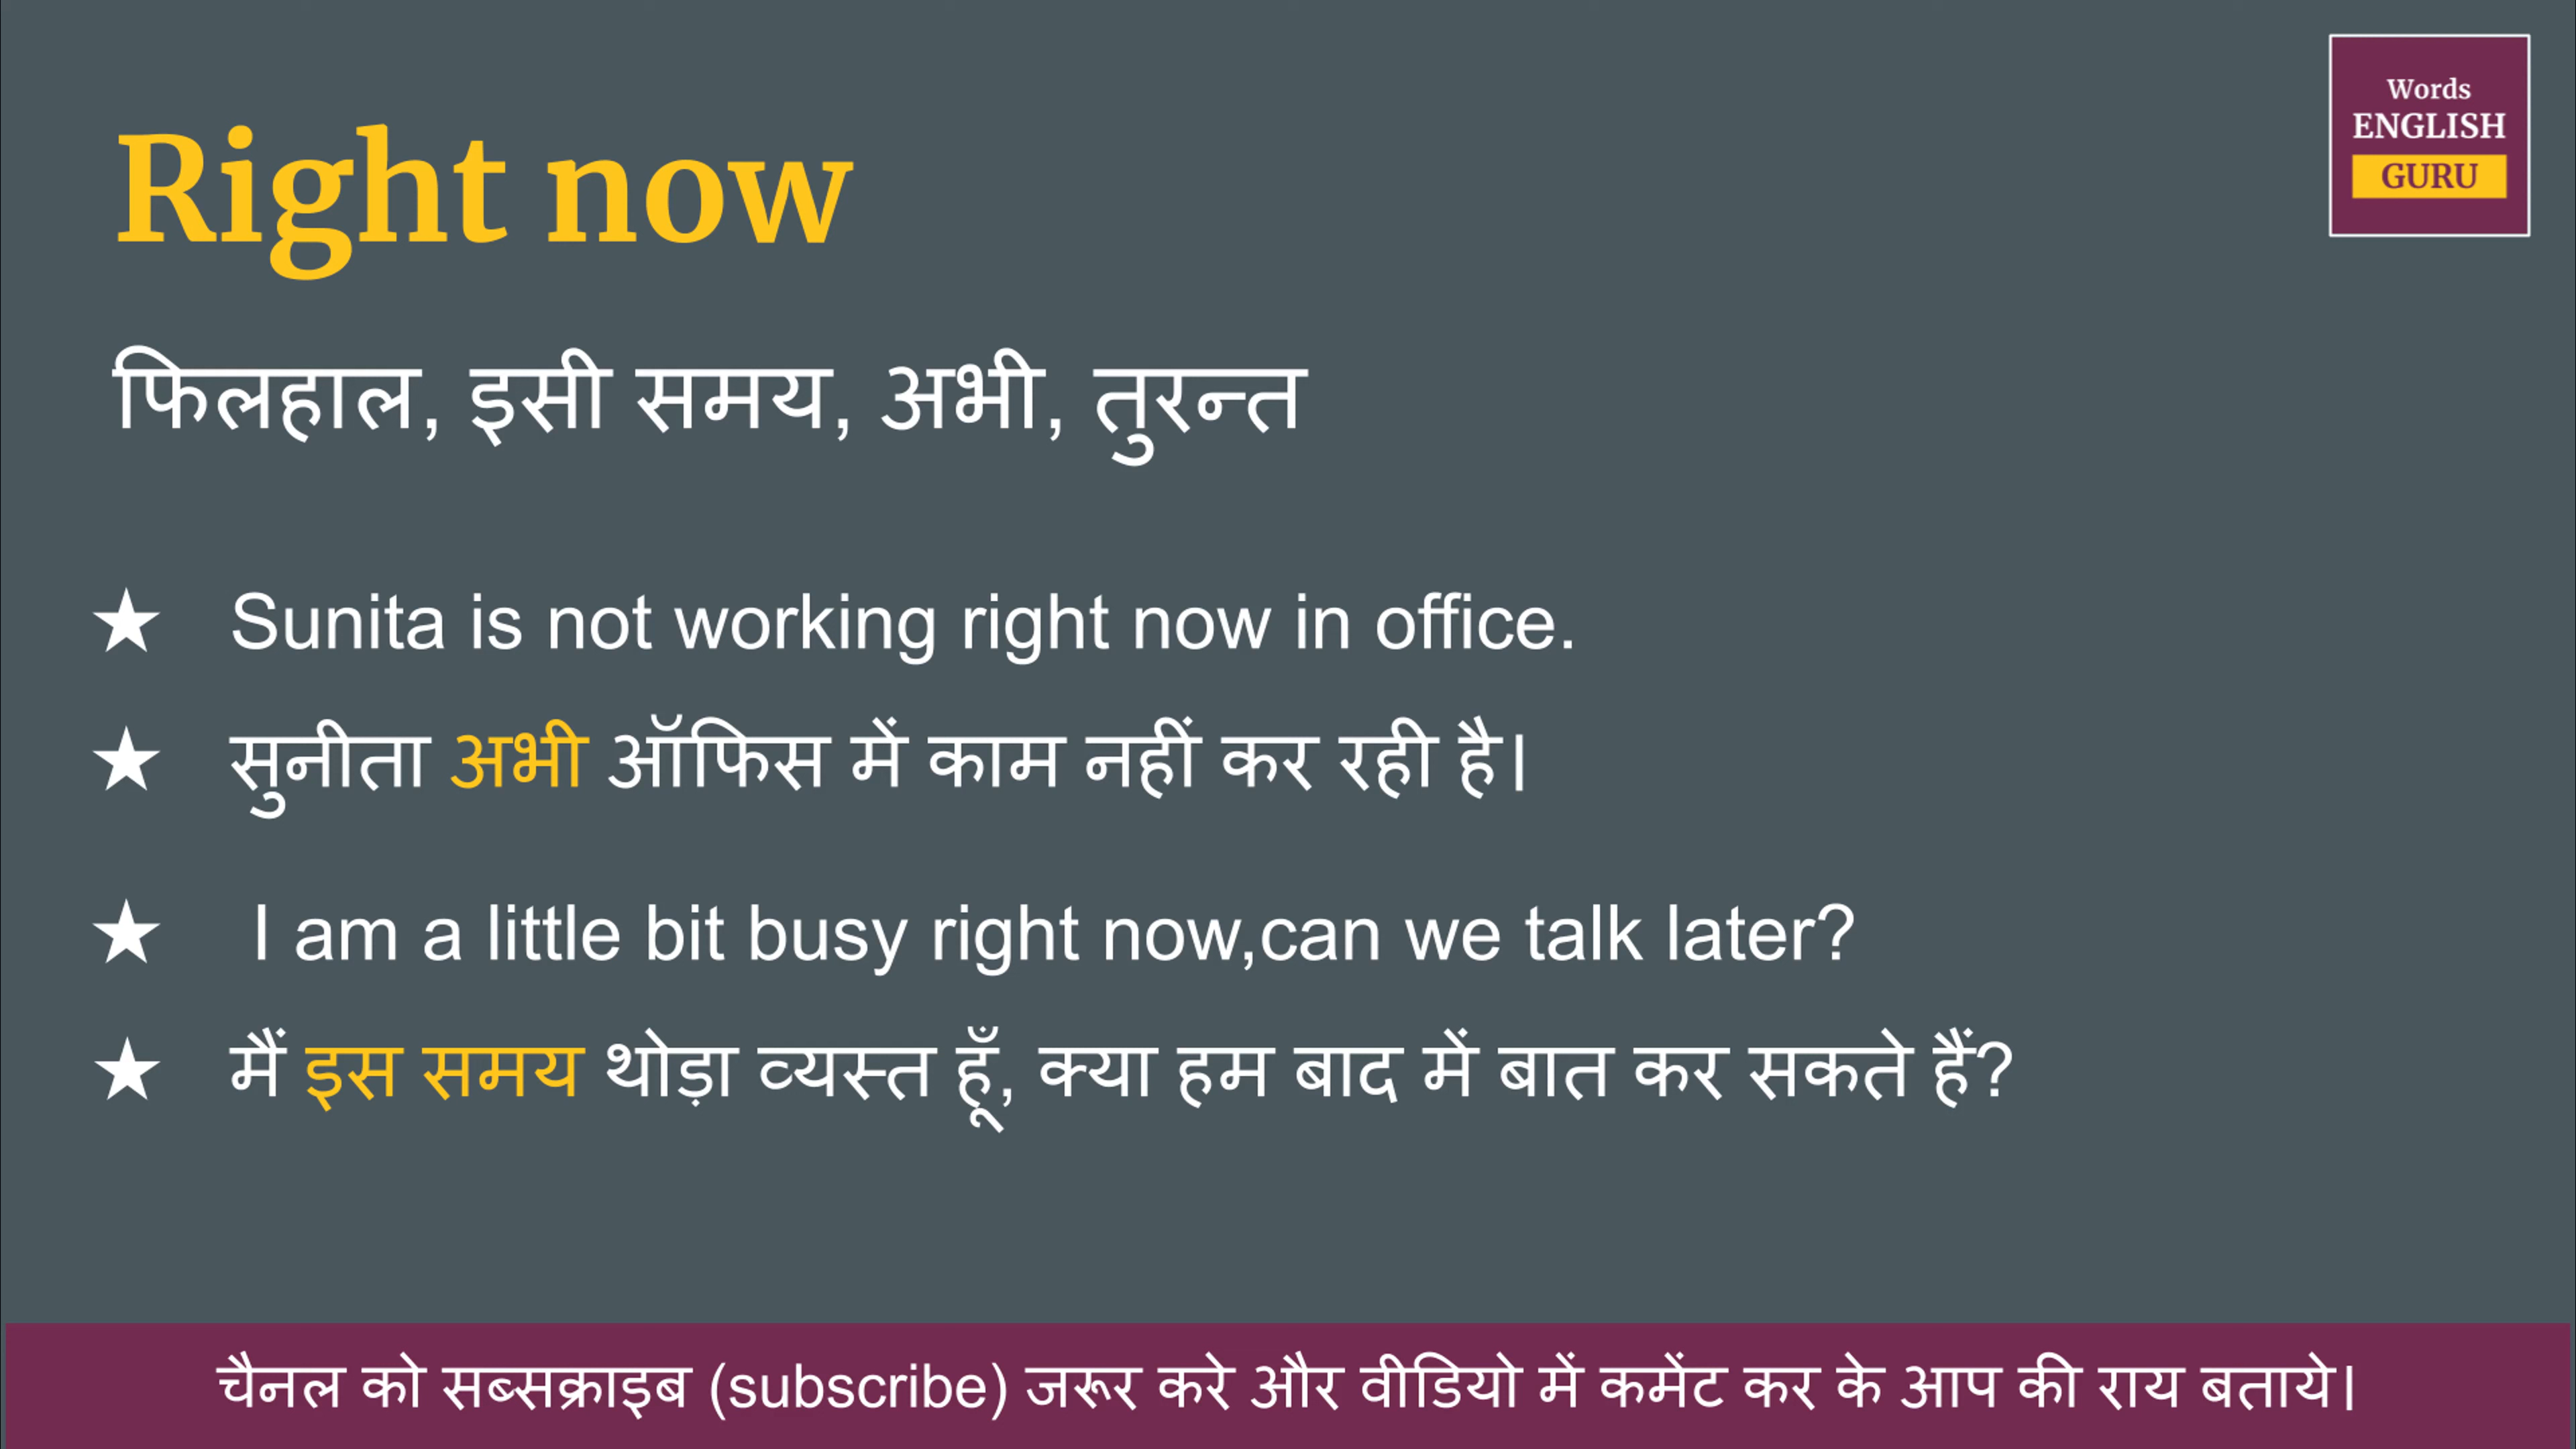 Words
ENGLISH
GURU
Right now
फिलहाल, इसी समय, अभी, तुरन्त
★ Sunita is not working right now in office.
★ सुनीता अभी ऑफिस में काम नहीं कर रही है।
★ I am a little bit busy right now,can we talk later?
★ मैं इस समय थोड़ा व्यस्त हूँ, क्या हम बाद में बात कर सकते हैं?
चैनल को सब्सक्राइब (subscribe) जरूर करे और वीडियो में कमेंट कर के आप की राय बताये।